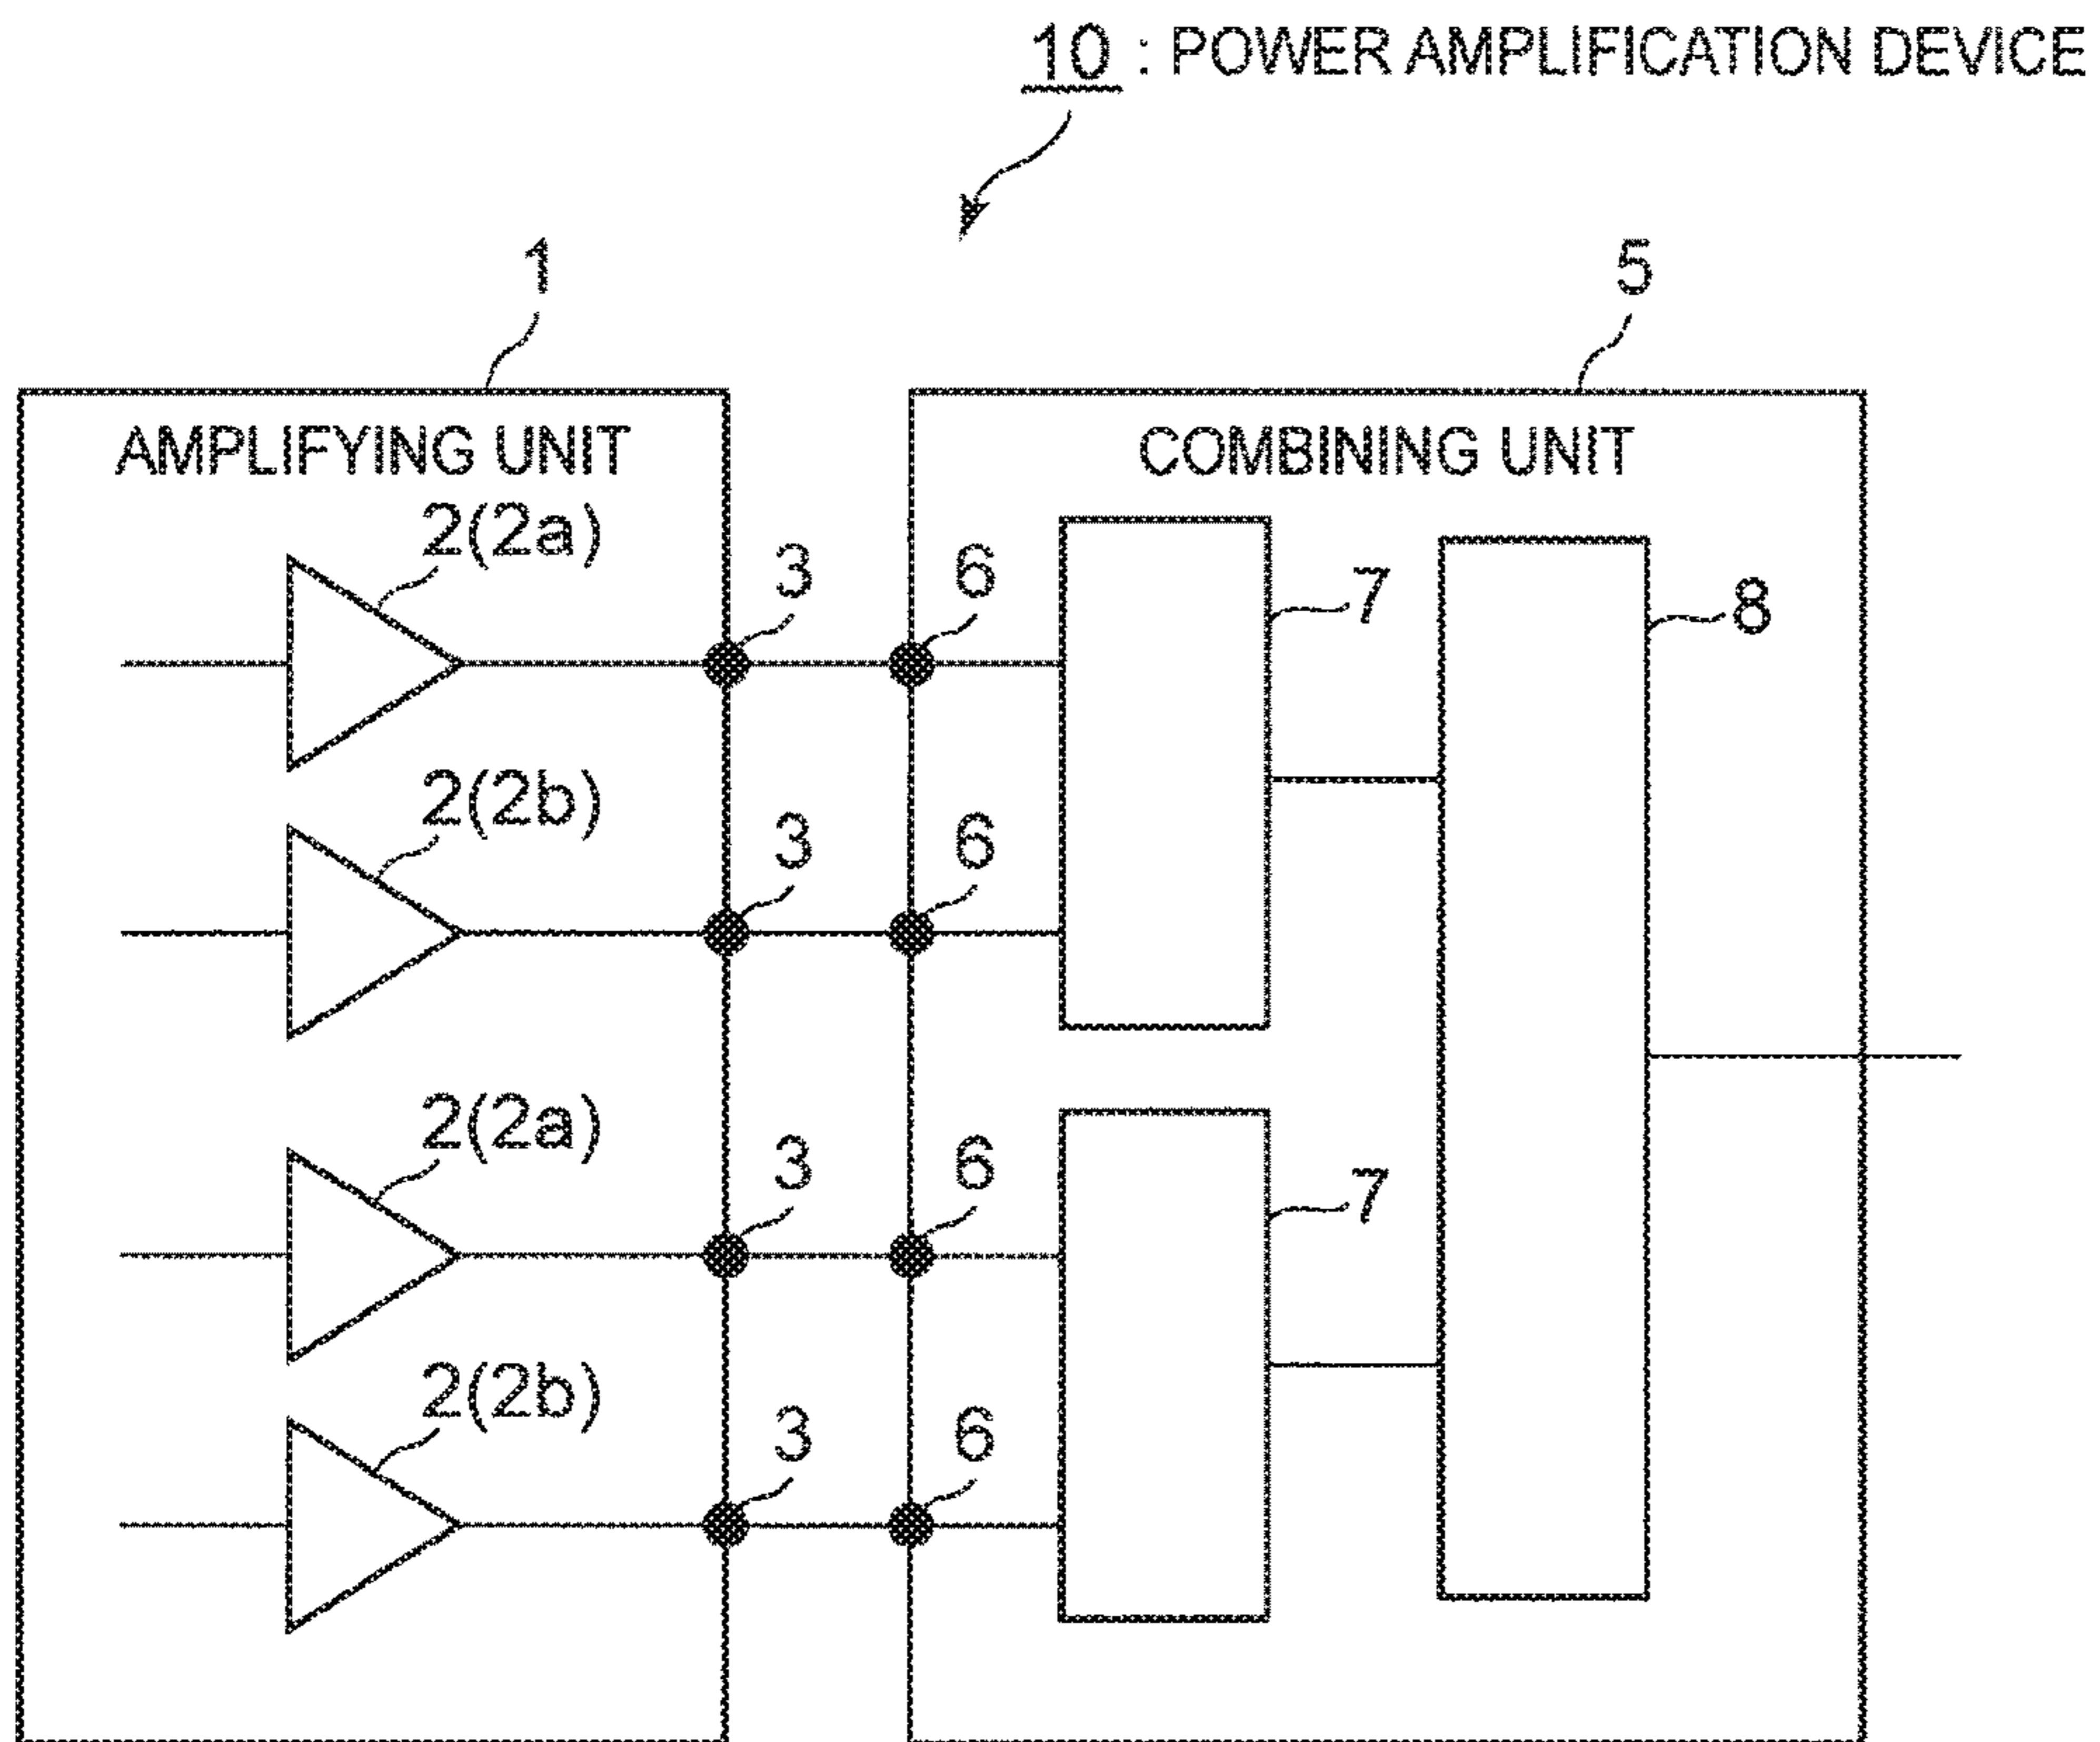 10 : POWER AMPLIFICATION DEVICE
1
5
AMPLIFYING UNIT
COMBINING UNIT
2(2a)
3
6
7
8
2(2b)
3
6
2(2a)
3
6
7
2(2b)
3
6